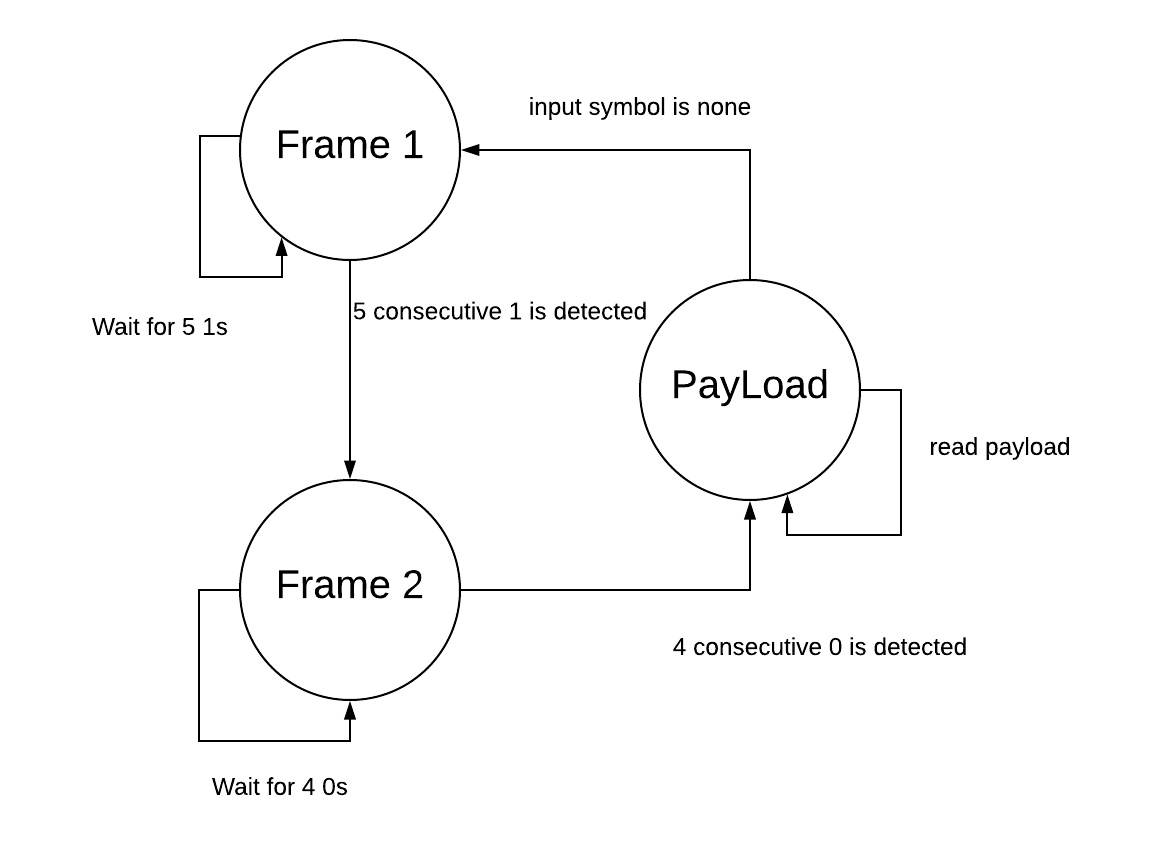 input symbol is none
Frame 1
5 consecutive 1 is detected
Wait for 5 1s
PayLoad
read payload
Frame 2
4 consecutive 0 is detected
Wait for 4 0s